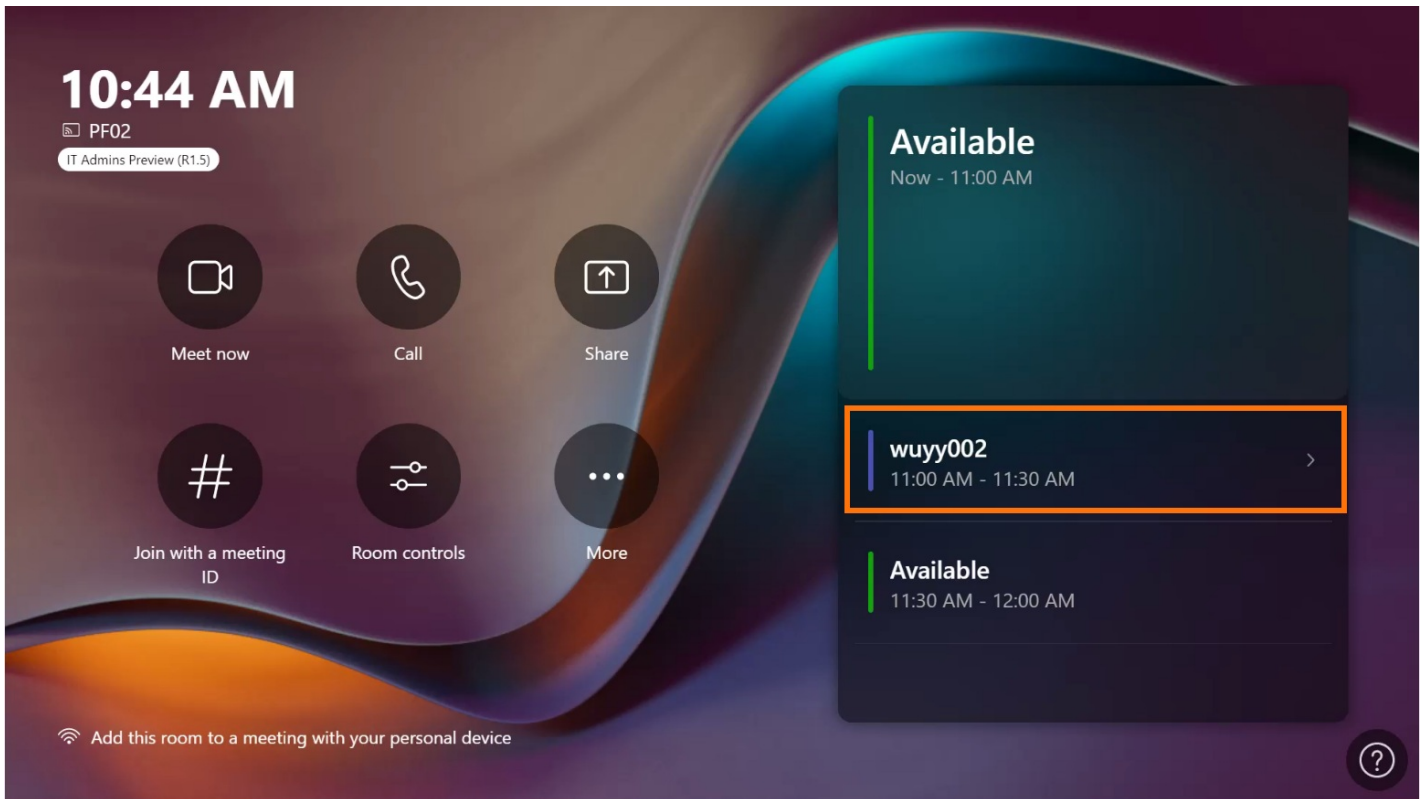 10:44 AM
PF02
IT Admins Preview (R1.5)
Meet now
Call
Share
Join with a meeting
ID
Room controls
More
Add this room to a meeting with your personal device
Available
Now - 11:00 AM
wuyy002
11:00 AM - 11:30 AM
Available
11:30 AM - 12:00 AM